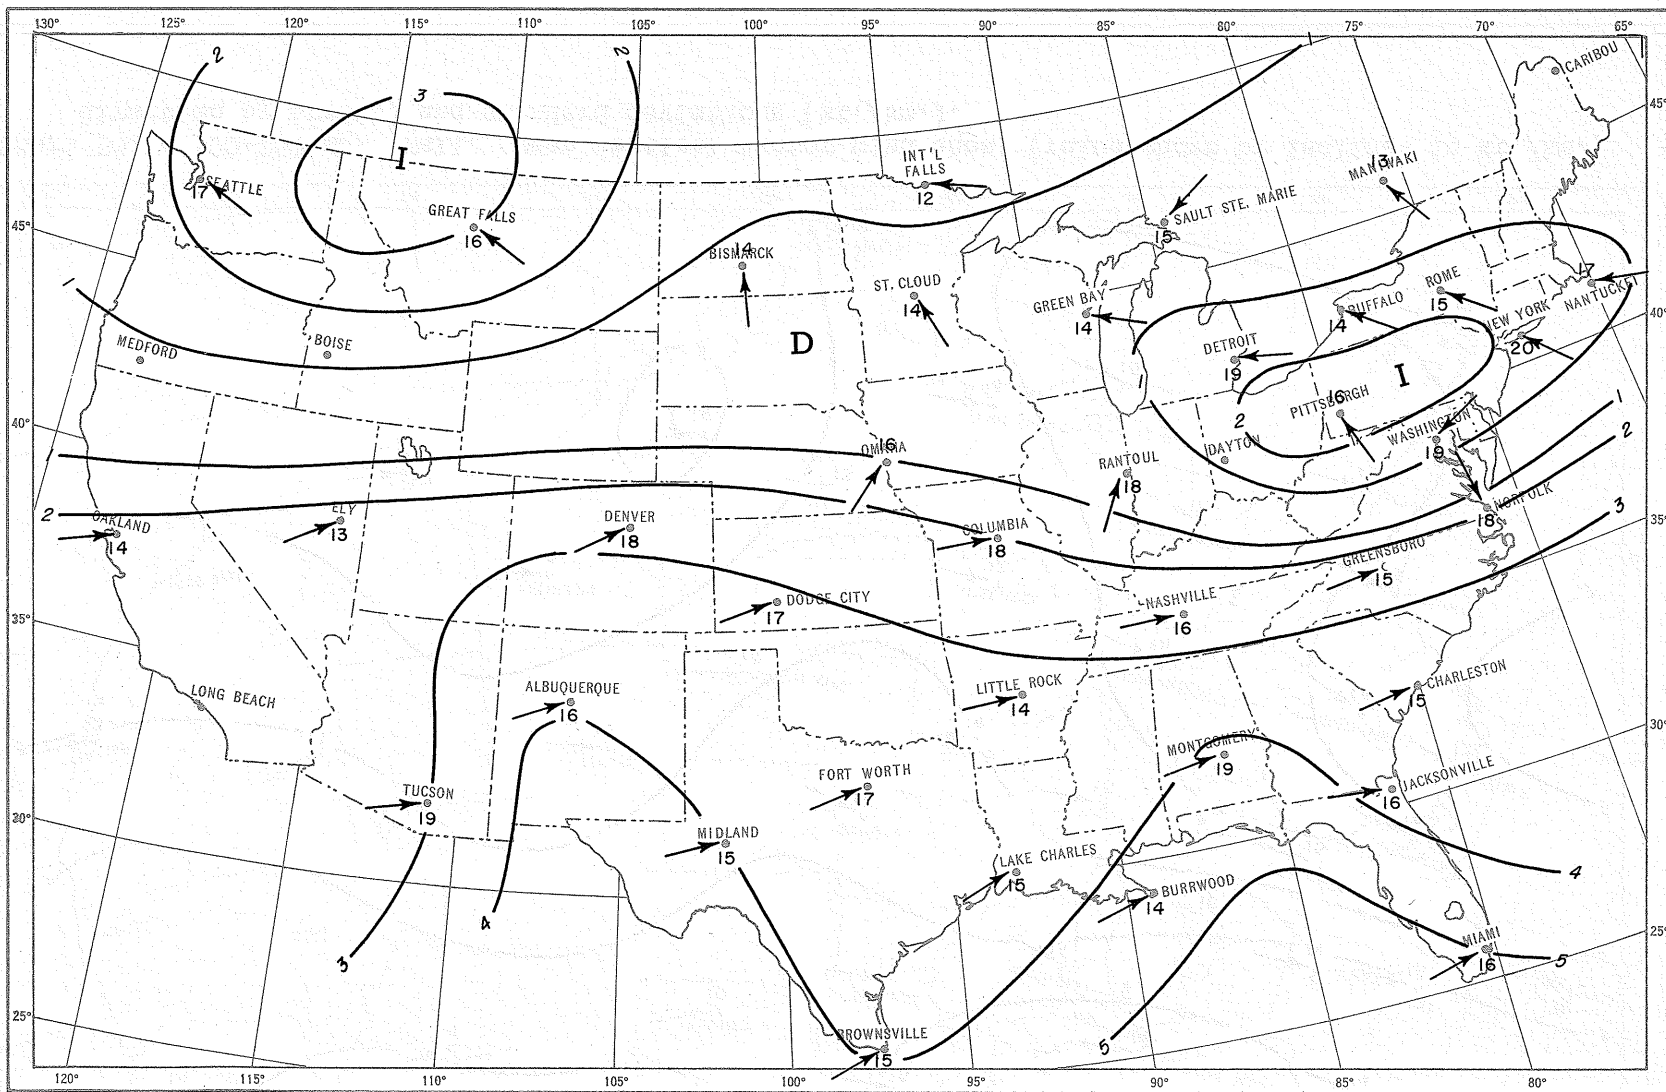 130° 125° 120° 115° 110° 105° 100° 95° 90° 85° 80° 75° 70° 65°
2 2 1
CARIBOU
3
45°
I
INT'L
FALLS
12
MANIWAKI
13
17 SEATTLE
SAULT STE. MARIE
15
GREAT FALLS
16
45°
BISMARCK
14
ST. CLOUD
14
GREEN BAY
14
ROME
15
BUFFALO
14
17
NANTUCKET
NEW YORK
20
40°
1
MEDFORD
BOISE
D
DETROIT
19
I
2
PITTSBURGH
16
WASHINGTON
19
1
2
40°
OMAHA
16
RANTOUL
18
DAYTON
NORFOLK
18
3
35°
1
2
OAKLAND
14
ELY
13
DENVER
18
COLUMBIA
18
GREENSBORO
15
DODGE CITY
17
NASHVILLE
16
35°
LONG BEACH
ALBUQUERQUE
16
LITTLE ROCK
14
CHARLESTON
15
30°
MONTGOMERY
19
TUCSON
19
FORT WORTH
17
JACKSONVILLE
16
30°
MIDLAND
15
LAKE CHARLES
15
BURRWOOD
14
4
3
4
MIAMI
16
5
25°
25°
BROWNSVILLE
15
5
120° 115° 110° 105° 100° 95° 90° 85° 80°